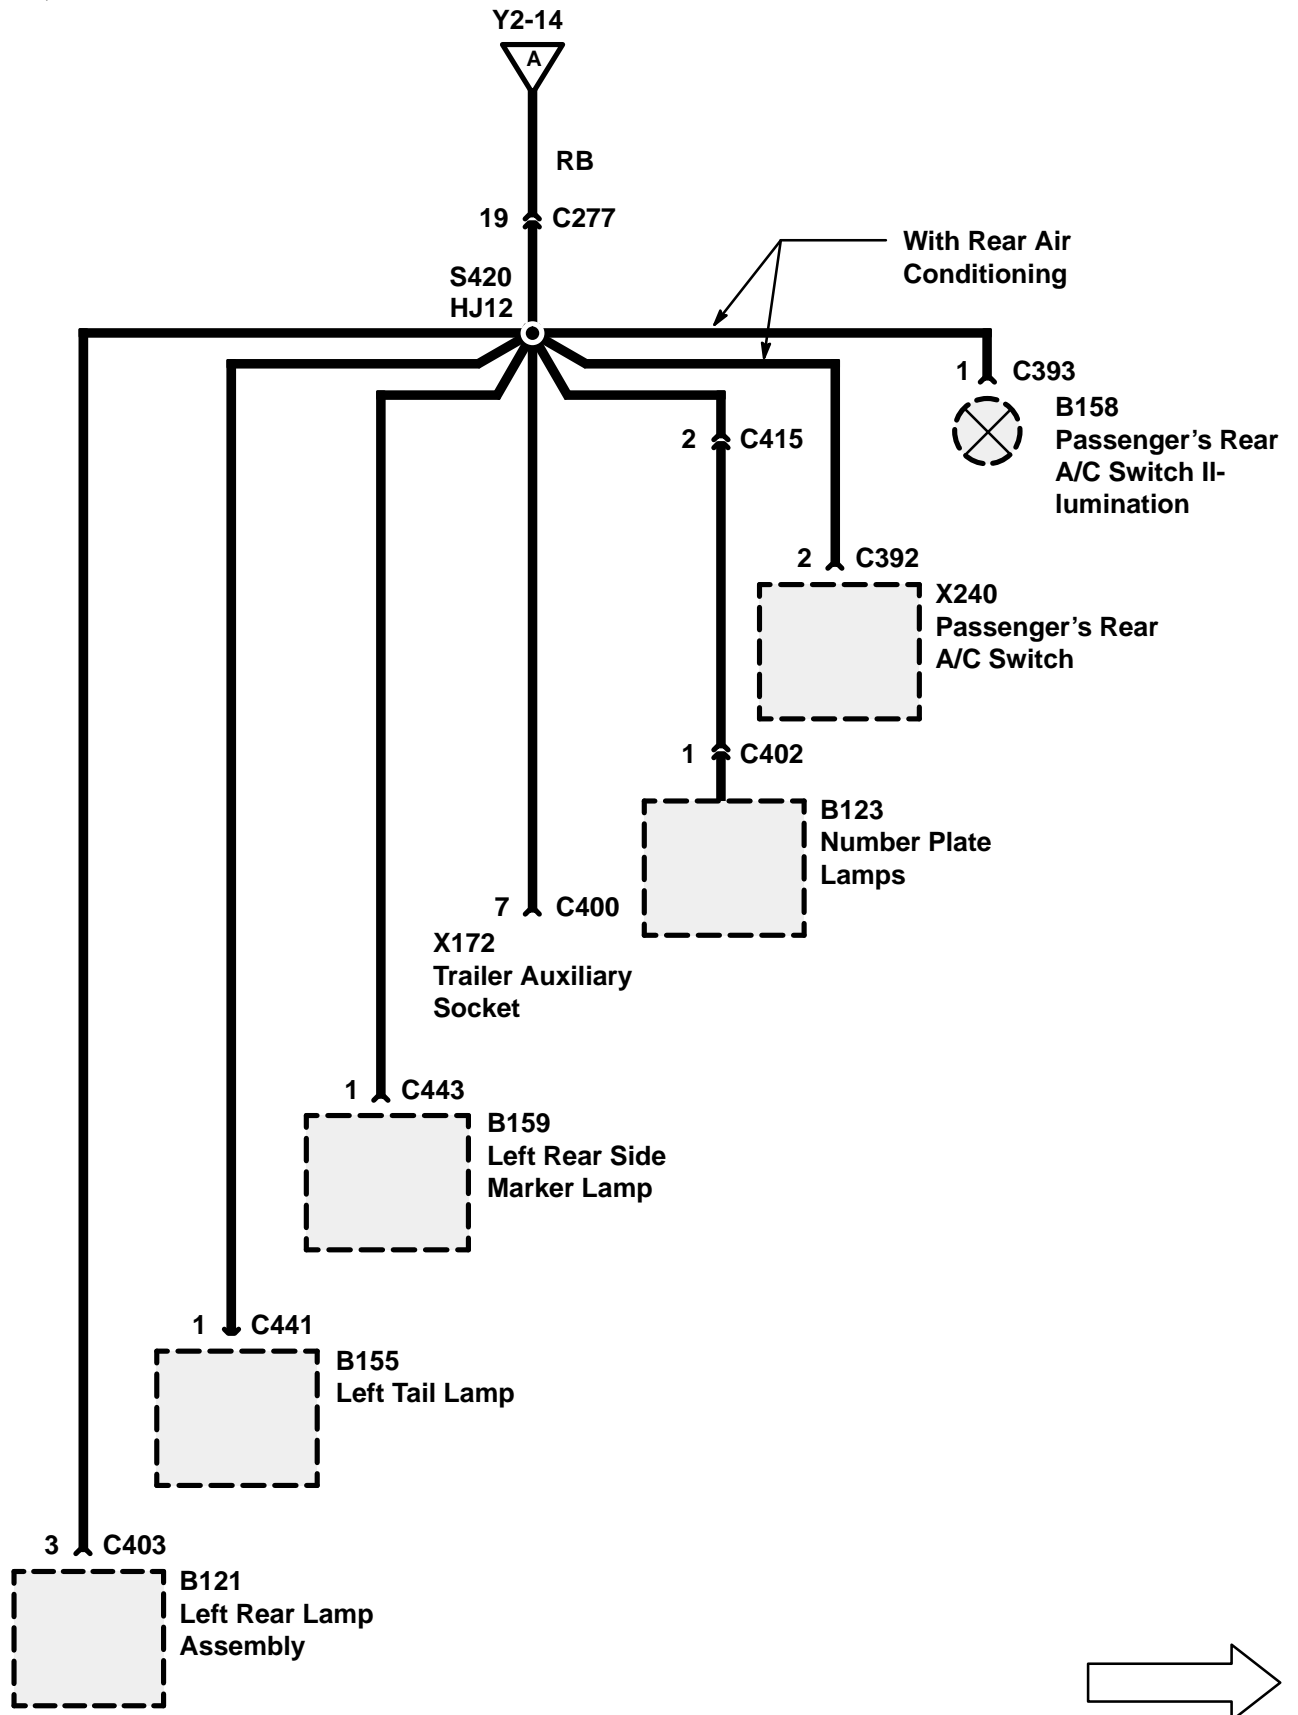 Y2-14
A
RB
19 C277
With Rear Air
Conditioning
S420
HJ12
1 C393
B158
Passenger’s Rear
A/C Switch Il-
lumination
2 C415
2 C392
X240
Passenger’s Rear
A/C Switch
1 C402
B123
Number Plate
Lamps
7 C400
X172
Trailer Auxiliary
Socket
1 C443
B159
Left Rear Side
Marker Lamp
1 C441
B155
Left Tail Lamp
3 C403
B121
Left Rear Lamp
Assembly